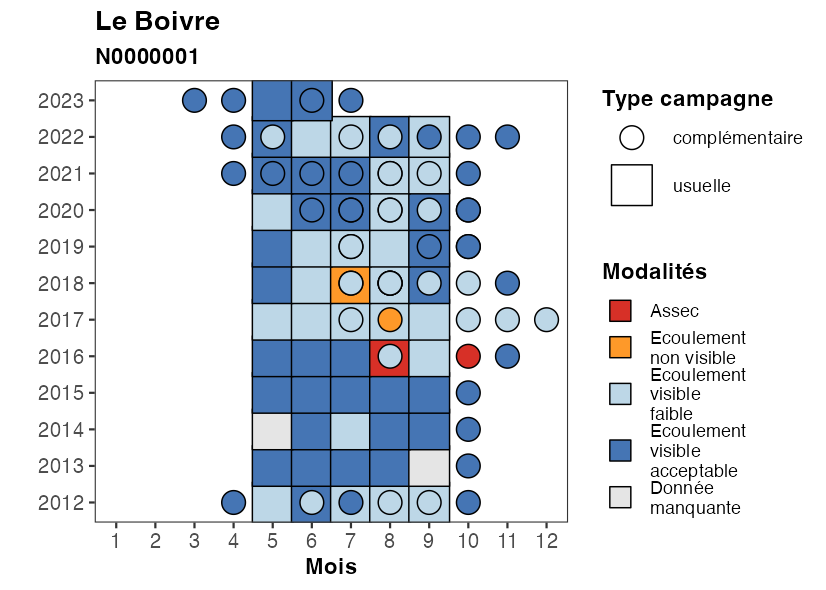 Le Boivre
N0000001
2023
2022
2021
2020
2019
2018
2017
2016
2015
2014
2013
2012
1 2 3 4 5 6 7 8 9 10 11 12
Mois
Type campagne
complémentaire
usuelle
Modalités
Assec
Ecoulement
non visible
Ecoulement
visible
faible
Ecoulement
visible
acceptable
Donnée
manquante